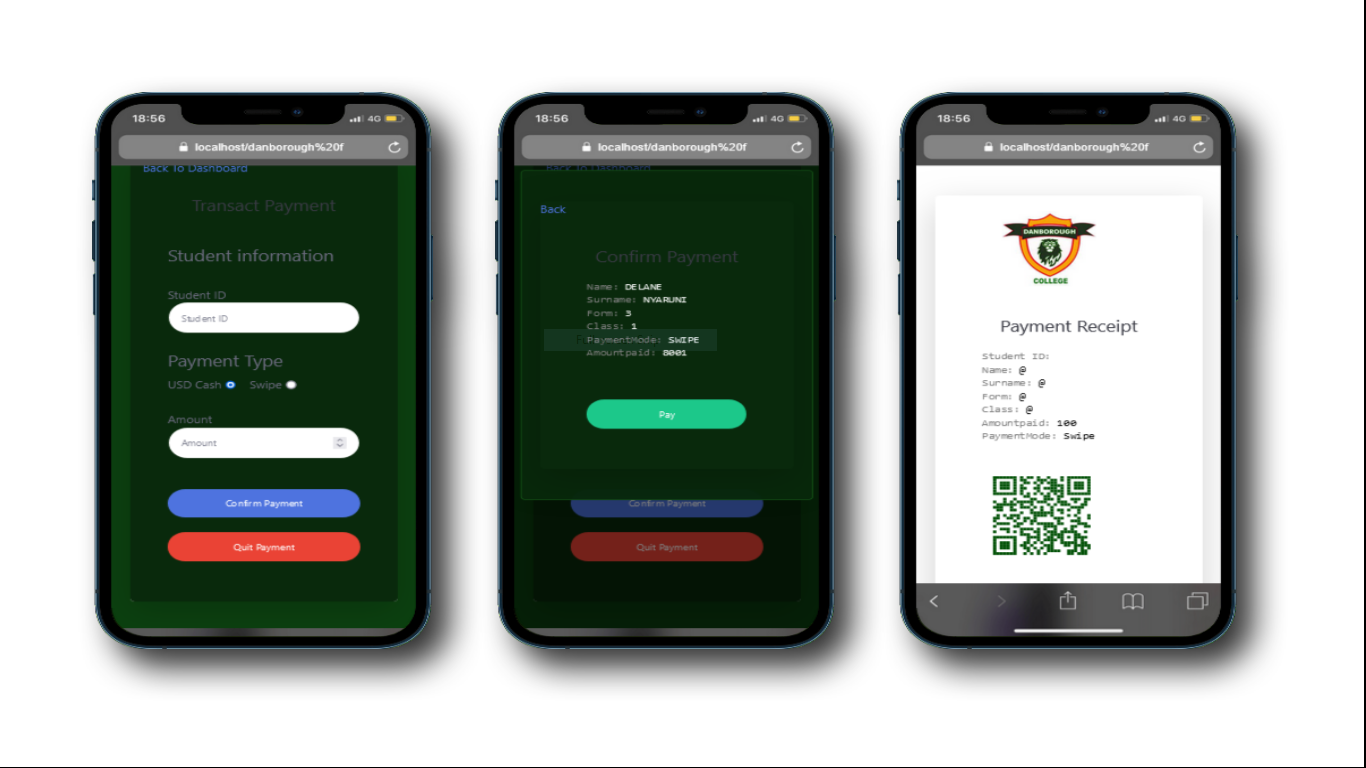 18:56
4G
localhost/danborough%20f
Back To Dashboard
Transact Payment
Student information
Student ID
Student ID
Payment Type
USD Cash Swipe
Amount
Amount
Confirm Payment
Quit Payment
18:56
4G
localhost/danborough%20f
Back To Dashboard
Back
Confirm Payment
Name: DELANE
Surname: NYARUNI
Form: 3
Class: 1
PaymentMode: SWIPE
Amountpaid: 8001
Pay
Confirm Payment
Quit Payment
18:56
4G
localhost/danborough%20f
DANBOROUGH
COLLEGE
Payment Receipt
Student ID:
Name: @
Surname: @
Form: @
Class: @
Amountpaid: 100
PaymentMode: Swipe